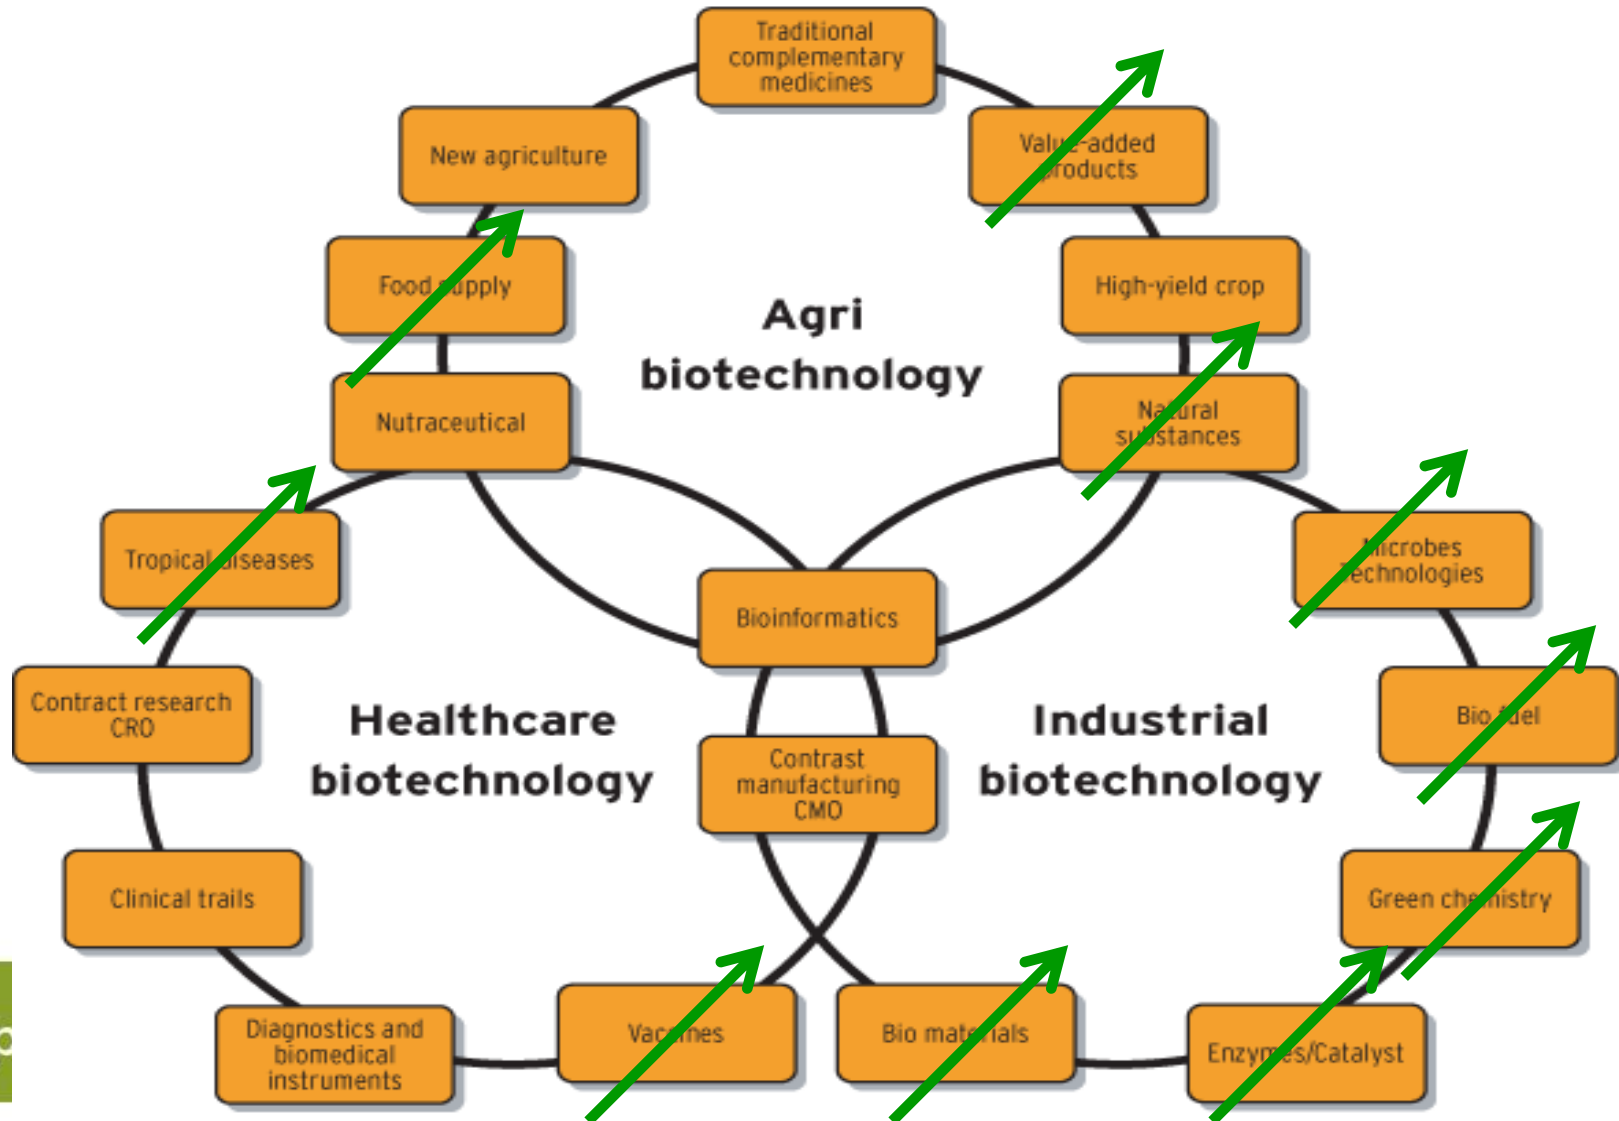 Traditional
complementary
medicines
New agriculture
Value-added
products
Food supply
High-yield crop
Agri
biotechnology
Nutraceutical
Natural
substances
Tropical diseases
Microbes
Technologies
Bioinformatics
Contract research
CRO
Healthcare
biotechnology
Industrial
biotechnology
Bio fuel
Contrast
manufacturing
CMO
Clinical trails
Green chemistry
Diagnostics and
biomedical
instruments
Vaccines
Bio materials
Enzymes/Catalyst